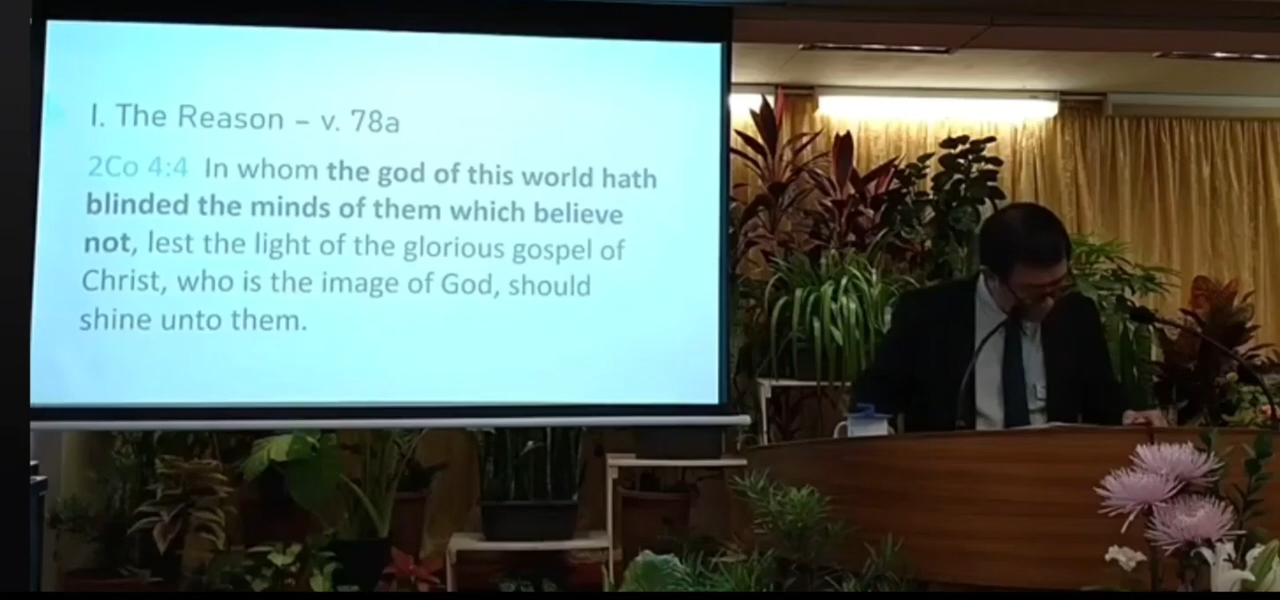 I. The Reason – v. 78a
2Co 4:4 In whom the god of this world hath
blinded the minds of them which believe
not, lest the light of the glorious gospel of
Christ, who is the image of God, should
shine unto them.